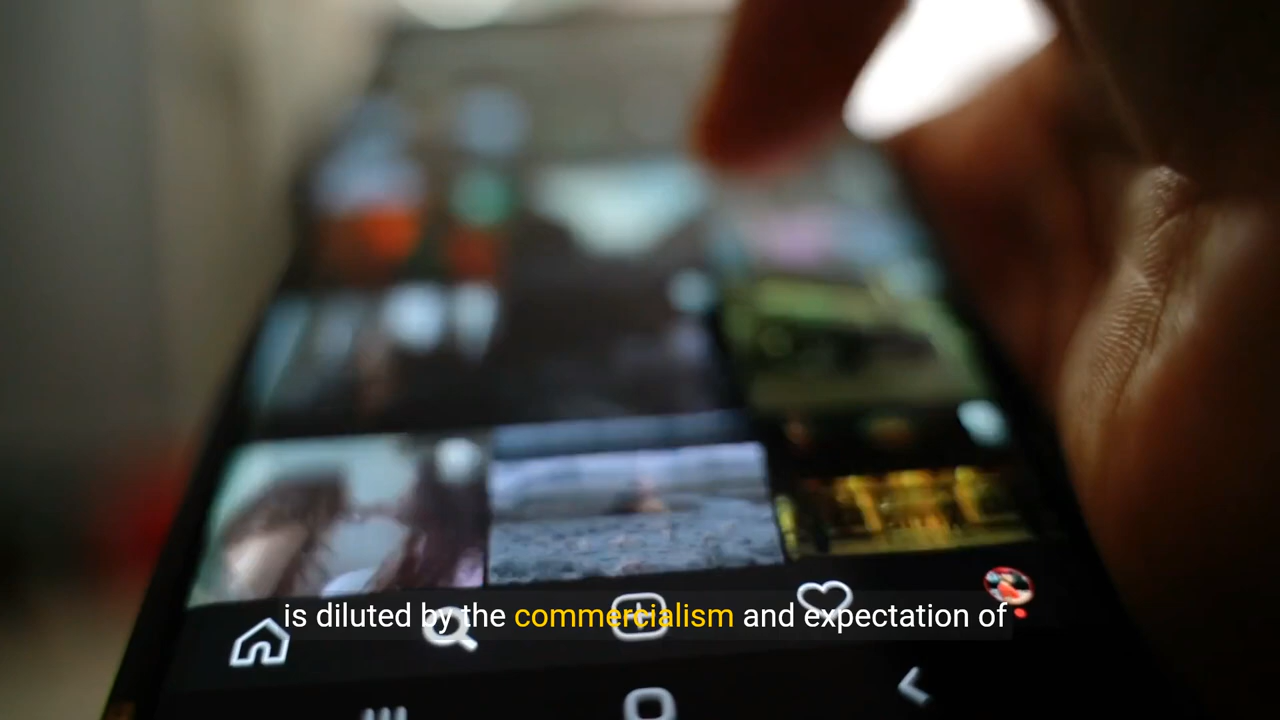 is diluted by the commercialism and expectation of